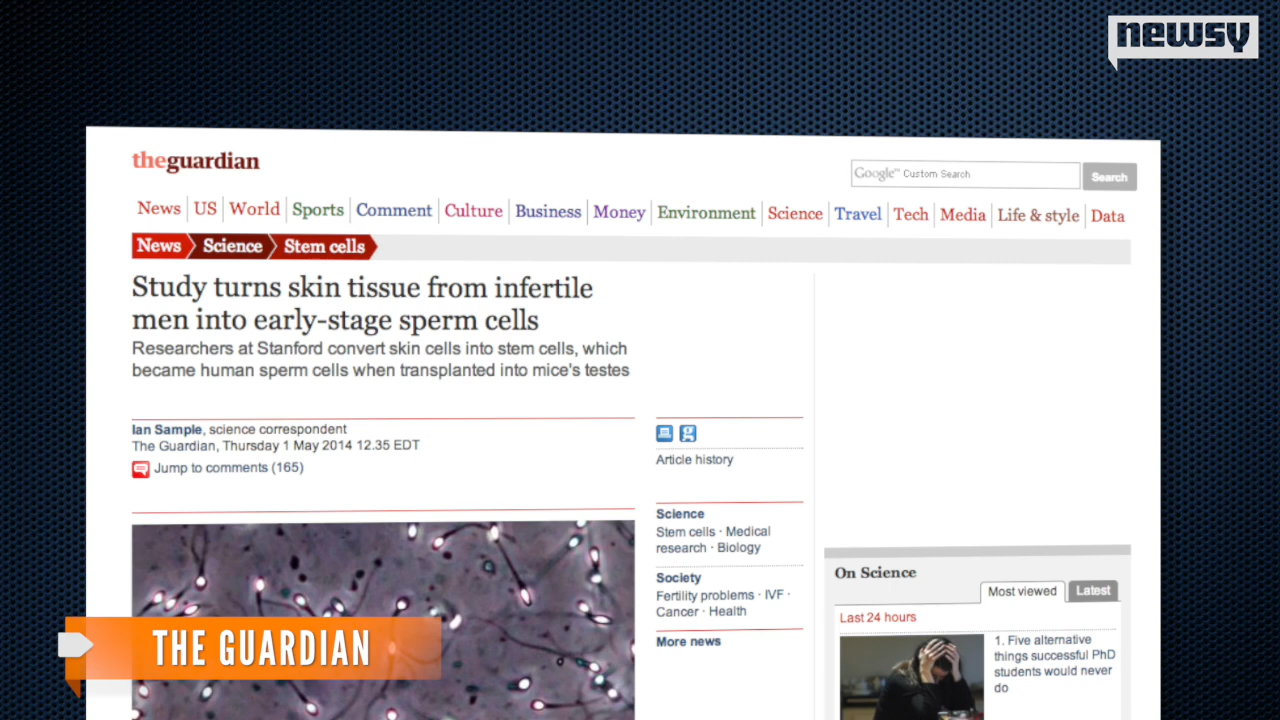 newsy
theguardian
Google™ Custom Search
Search
News US World Sports Comment Culture Business Money Environment Science Travel Tech Media Life & style Data
News Science Stem cells
Study turns skin tissue from infertile
men into early-stage sperm cells
Researchers at Stanford convert skin cells into stem cells, which
became human sperm cells when transplanted into mice's testes
Ian Sample, science correspondent
The Guardian, Thursday 1 May 2014 12.35 EDT
Jump to comments (165)
Article history
Science
Stem cells · Medical
research · Biology
Society
Fertility problems · IVF ·
Cancer · Health
More news
On Science
Most viewed Latest
Last 24 hours
1. Five alternative
things successful PhD
students would never
do
THE GUARDIAN